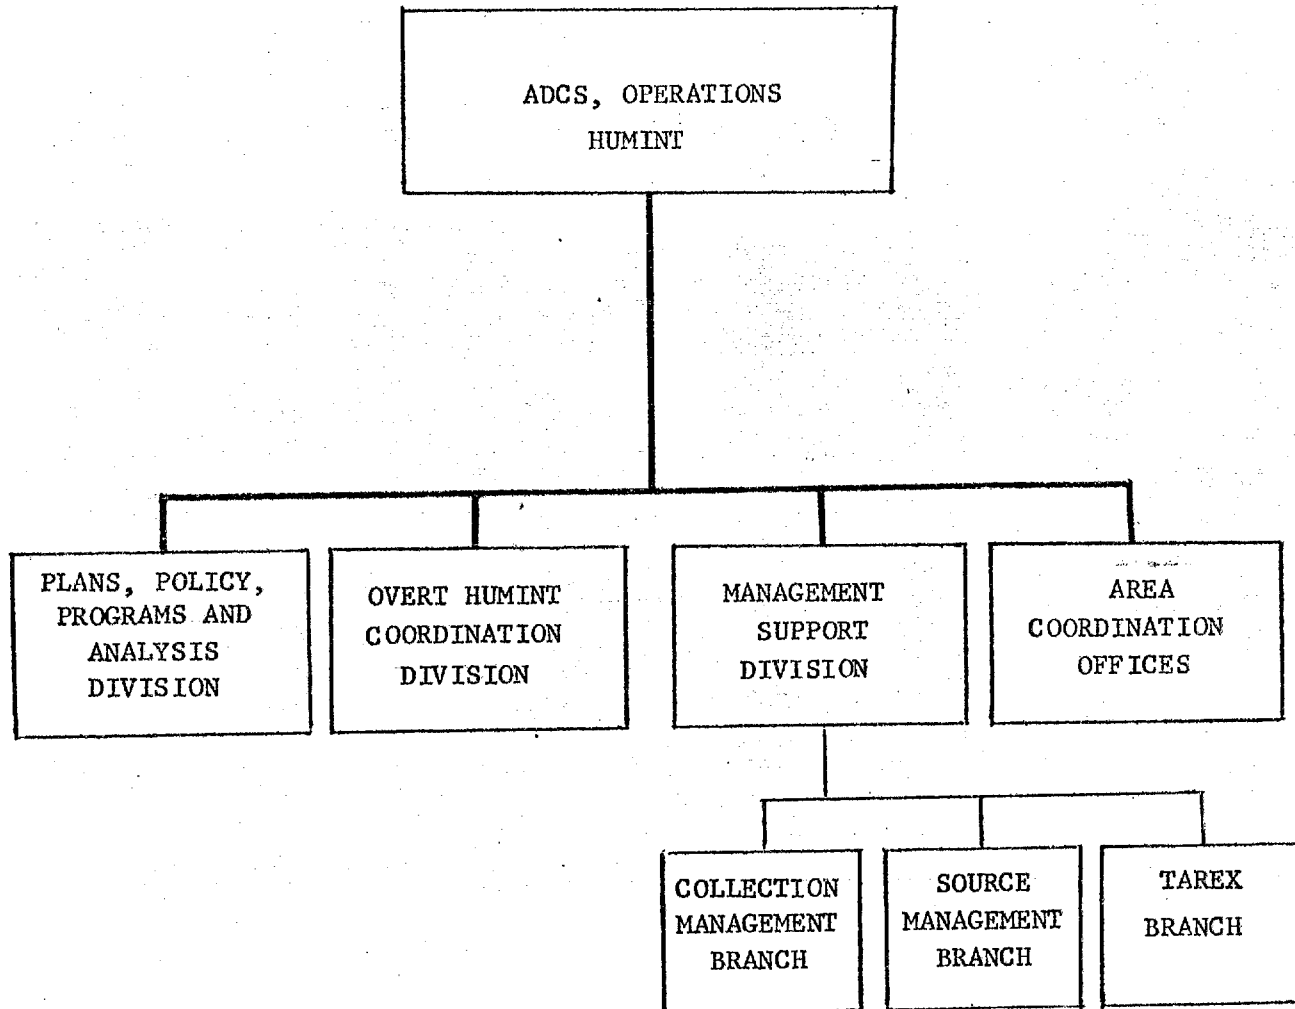 ADCS, OPERATIONS
HUMINT
PLANS, POLICY,
PROGRAMS AND
ANALYSIS
DIVISION
OVERT HUMINT
COORDINATION
DIVISION
MANAGEMENT
SUPPORT
DIVISION
AREA
COORDINATION
OFFICES
COLLECTION
MANAGEMENT
BRANCH
SOURCE
MANAGEMENT
BRANCH
TAREX
BRANCH